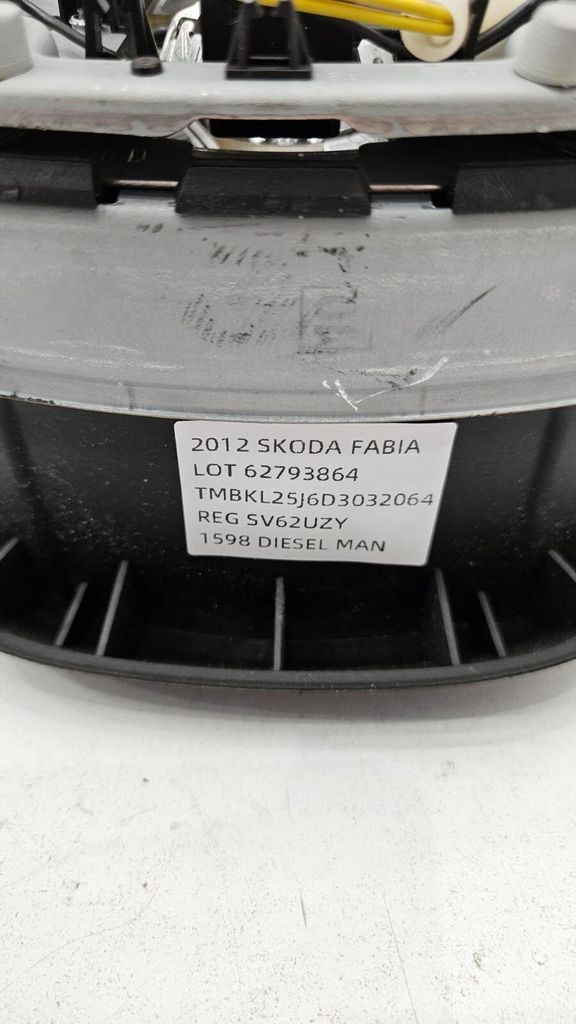 2012 SKODA FABIA
LOT 62793864
TMBKL25J6D3032064
REG SV62UZY
1598 DIESEL MAN